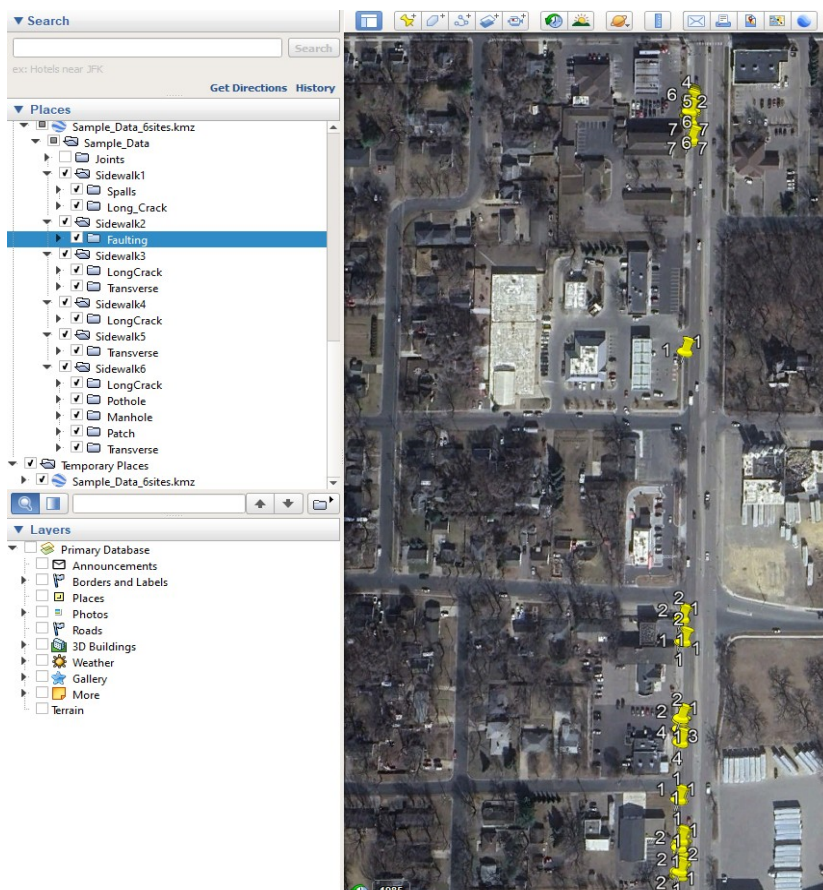 Search
Search
ex: Hotels near JFK
Get Directions History
Places
Sample_Data_6sites.kmz
Sample_Data
Joints
Sidewalk1
Spalls
Long_Crack
Sidewalk2
Faulting
Sidewalk3
LongCrack
Transverse
Sidewalk4
LongCrack
Sidewalk5
Transverse
Sidewalk6
LongCrack
Pothole
Manhole
Patch
Transverse
Temporary Places
Sample_Data_6sites.kmz
Layers
Primary Database
Announcements
Borders and Labels
Places
Photos
Roads
3D Buildings
Weather
Gallery
More
Terrain
4
6 5 2
6
7 7
7 6 7
1 1
2
2 1
2
1 1 1
1
2
2 1
4 1 3
4
1
1 1 1
1
1
2 1
2 1 2
2 1 1
1985